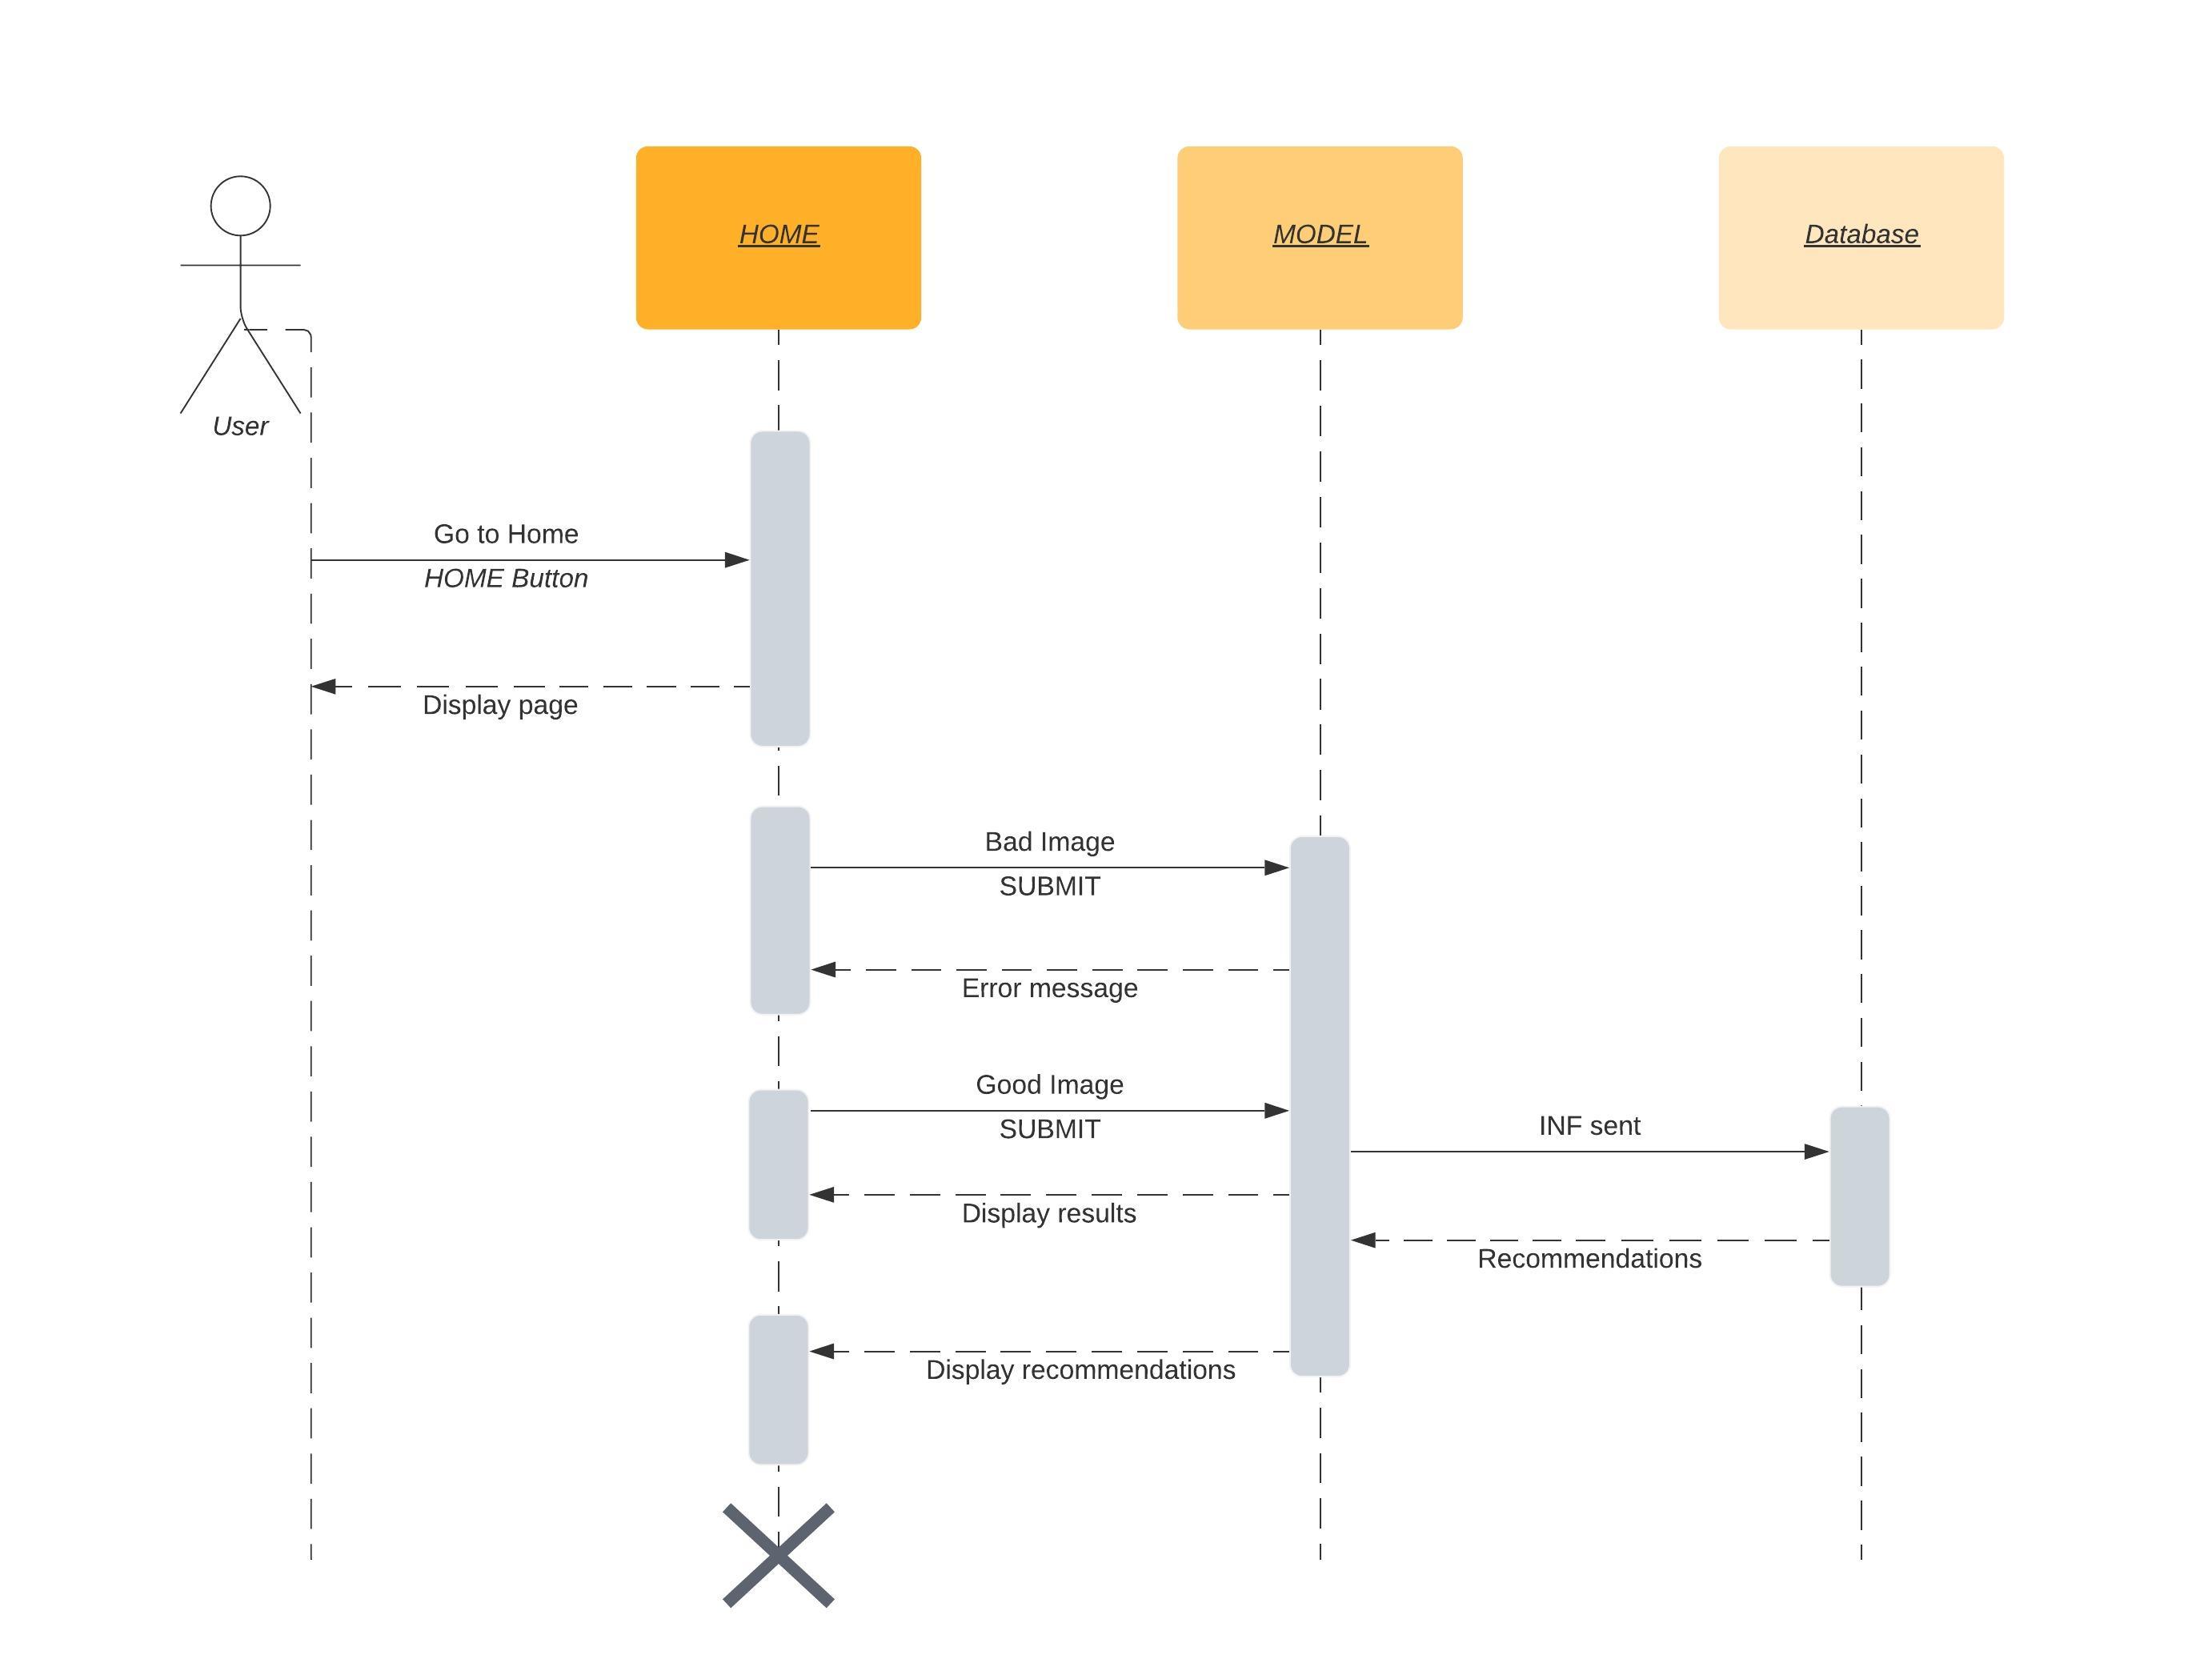 HOME
MODEL
Database
User
Go to Home
HOME Button
Display page
Bad Image
SUBMIT
Error message
Good Image
SUBMIT
INF sent
Display results
Recommendations
Display recommendations